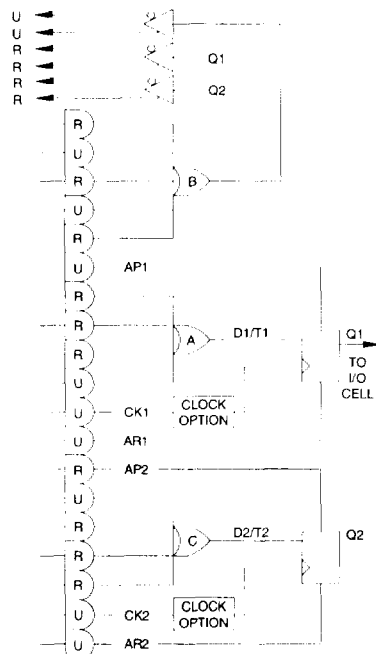 U
U
R
Q1
R
R
Q2
R
R
U
R
B
U
R
U AP1
R
R
A
D1/T1
Q1
TO
I/O
CELL
R
U
U CK1
CLOCK
OPTION
U AR1
R AP2
U
R
D2/T2
Q2
R
C
R
U CK2
CLOCK
OPTION
U AR2